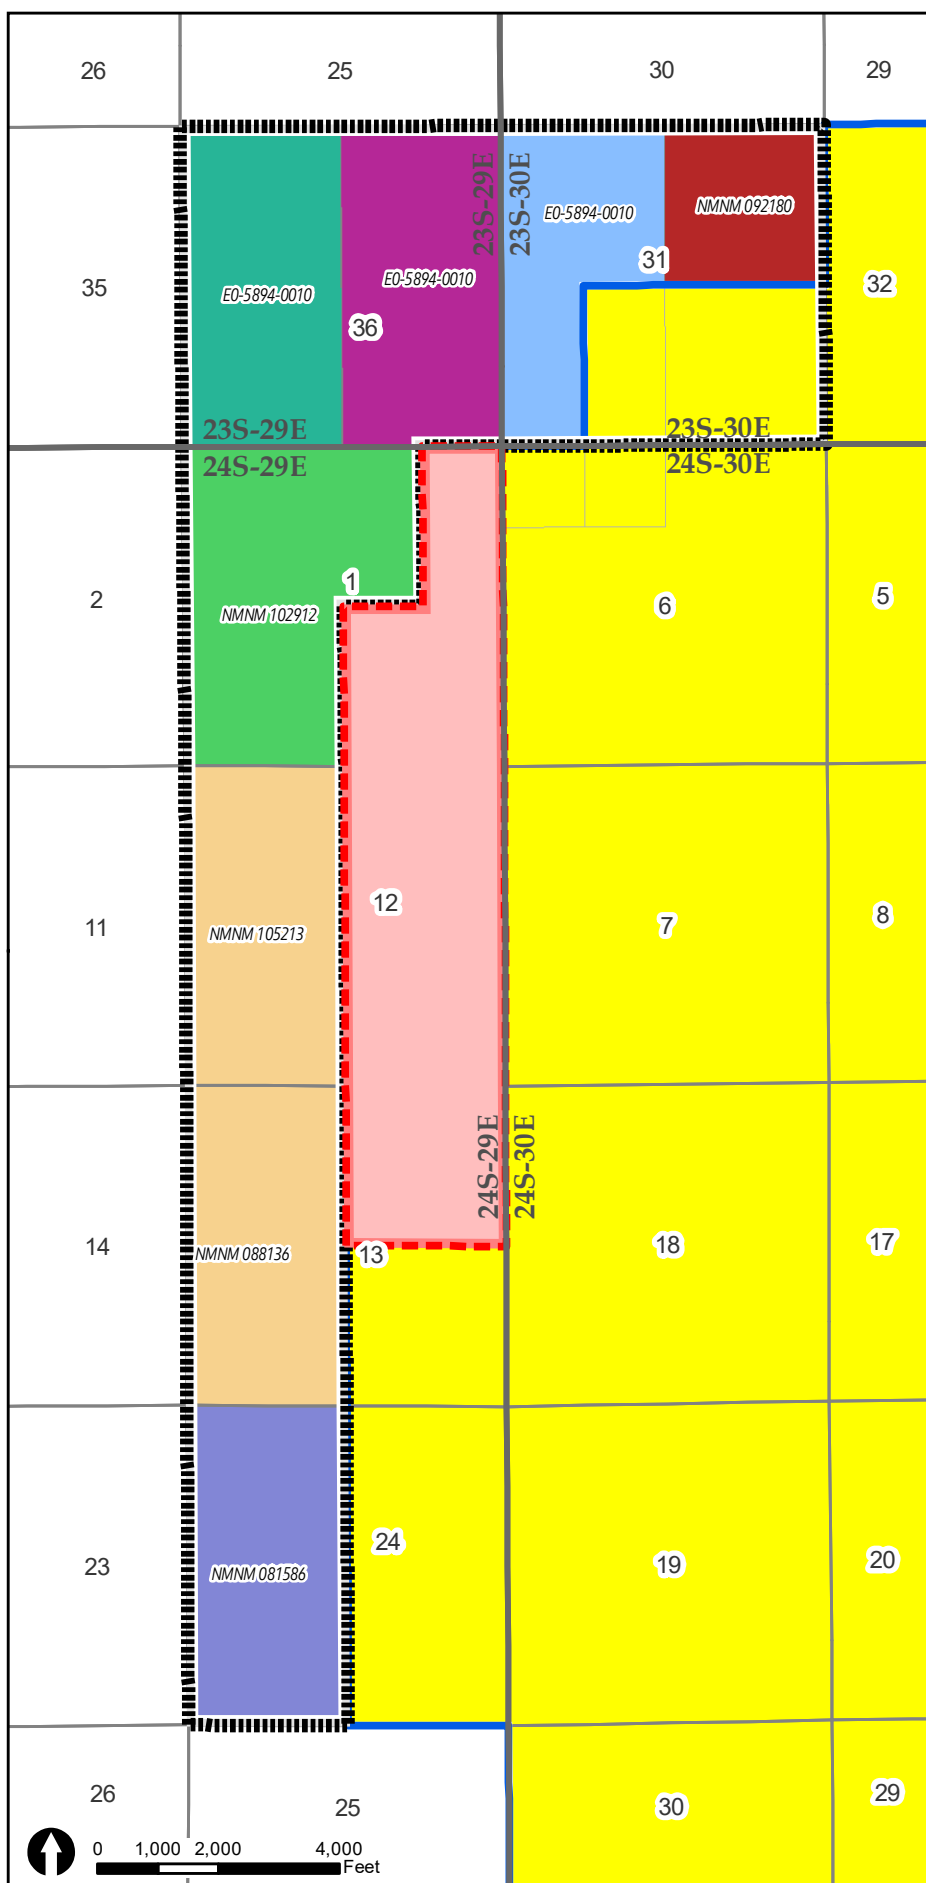 26
25
30
29
23S-29E
23S-30E
E0-5894-0010
NMNM 092180
31
E0-5894-0010
E0-5894-0010
35
36
32
23S-29E
23S-30E
24S-29E
24S-30E
1
2
NMNM 102912
6
5
12
11
NMNM 105213
7
8
24S-29E
24S-30E
14
NMNM 088136
13
18
17
24
23
NMNM 081586
19
20
26
25
30
29
0 1,000 2,000 4,000
Feet